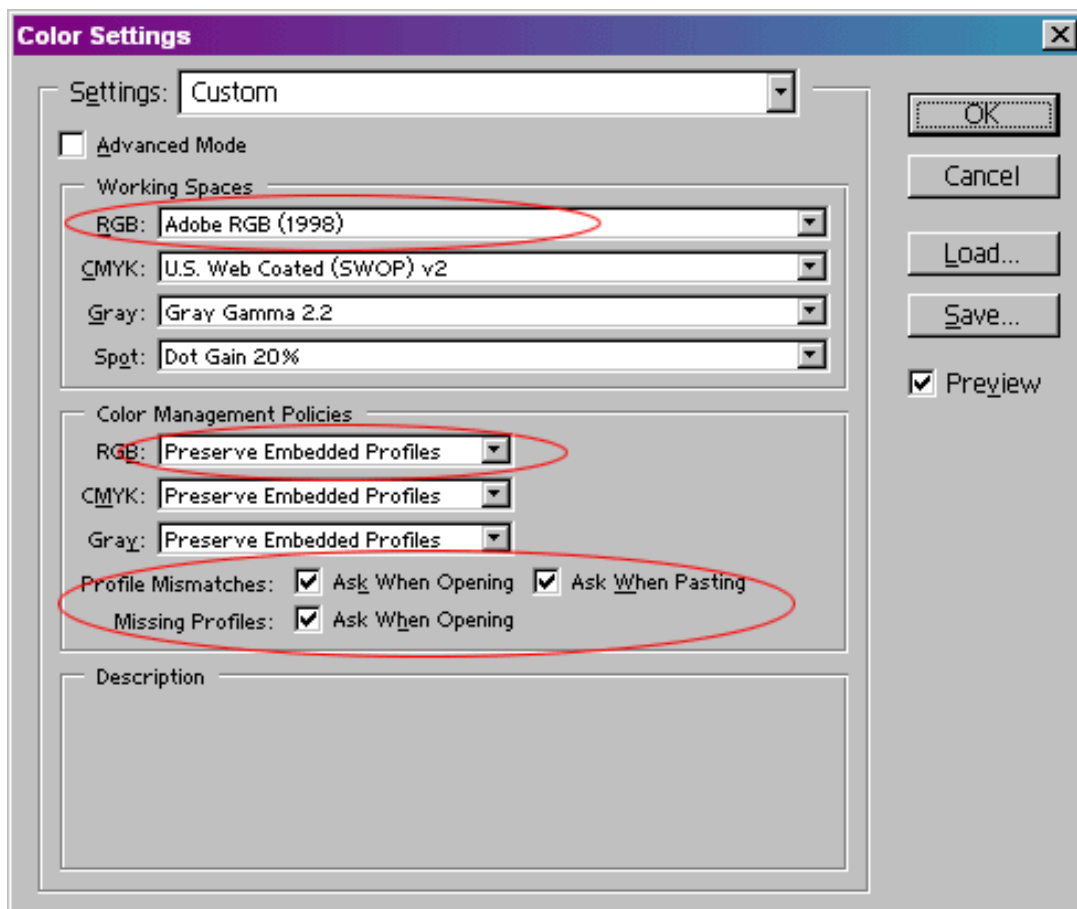 Color Settings
Settings: Custom
Advanced Mode
Working Spaces
RGB: Adobe RGB (1998)
CMYK: U.S. Web Coated (SWOP) v2
Gray: Gray Gamma 2.2
Spot: Dot Gain 20%
Color Management Policies
RGB: Preserve Embedded Profiles
CMYK: Preserve Embedded Profiles
Gray: Preserve Embedded Profiles
Profile Mismatches: Ask When Opening Ask When Pasting
Missing Profiles: Ask When Opening
Description
OK
Cancel
Load...
Save...
Preview